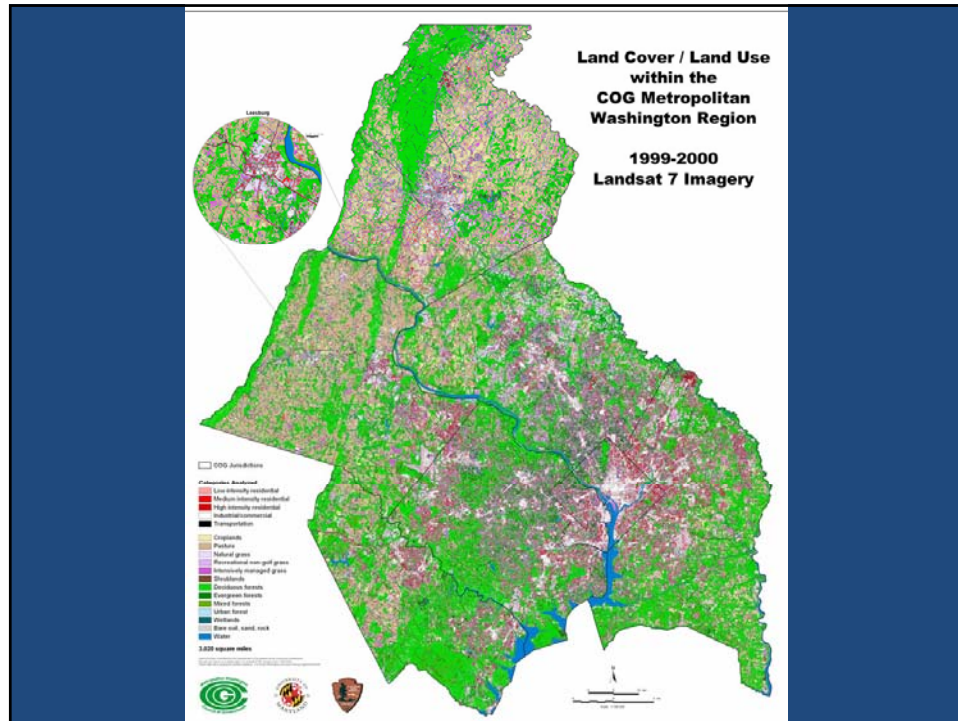 Land Cover / Land Use
within the
COG Metropolitan
Washington Region
1999-2000
Landsat 7 Imagery
Leesburg
COG Jurisdictions
Categories Analyzed
Low intensity residential
Medium intensity residential
High intensity residential
Industrial/commercial
Transportation
Croplands
Pasture
Natural grass
Recreational non-golf grass
Intensively managed grass
Shrublands
Deciduous forests
Evergreen forests
Mixed forests
Urban forest
Wetlands
Bare soil, sand, rock
Water
3,020 square miles
UNIVERSITY OF
MARYLAND